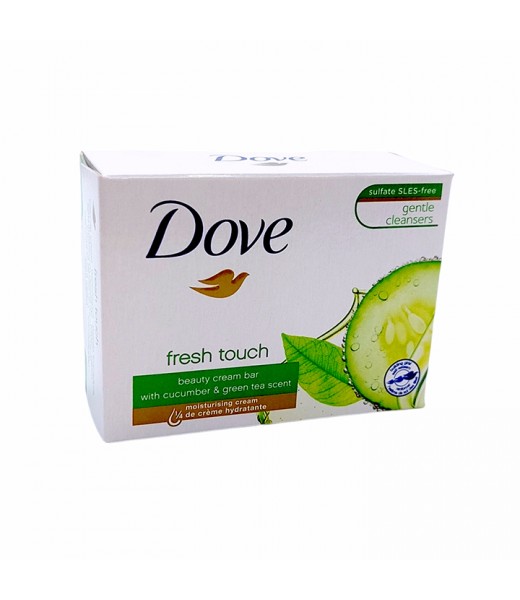 Dove
sulfate SLES-free
gentle
cleansers
Dove
fresh touch
beauty cream bar
with cucumber & green tea scent
¼ moisturising cream
de crème hydratante